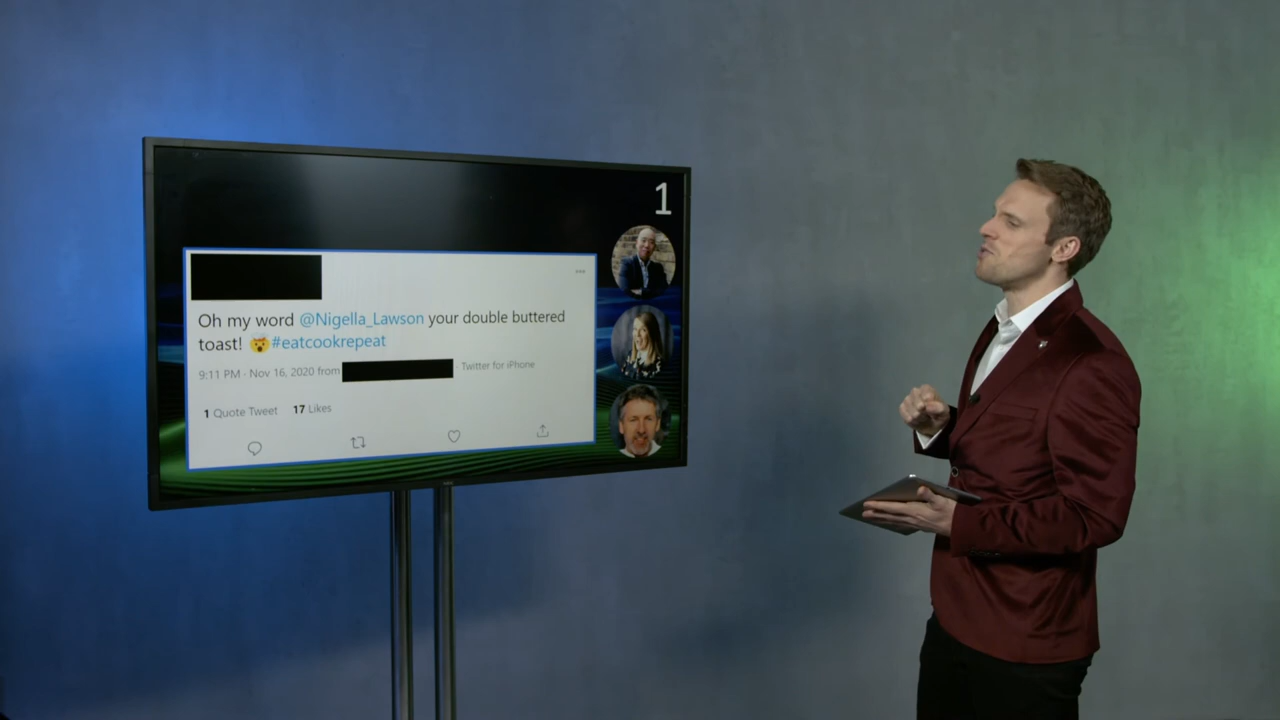 1
Oh my word @Nigella_Lawson your double buttered
toast! 🤯#eatcookrepeat
9:11 PM · Nov 16, 2020 from · Twitter for iPhone
1 Quote Tweet 17 Likes